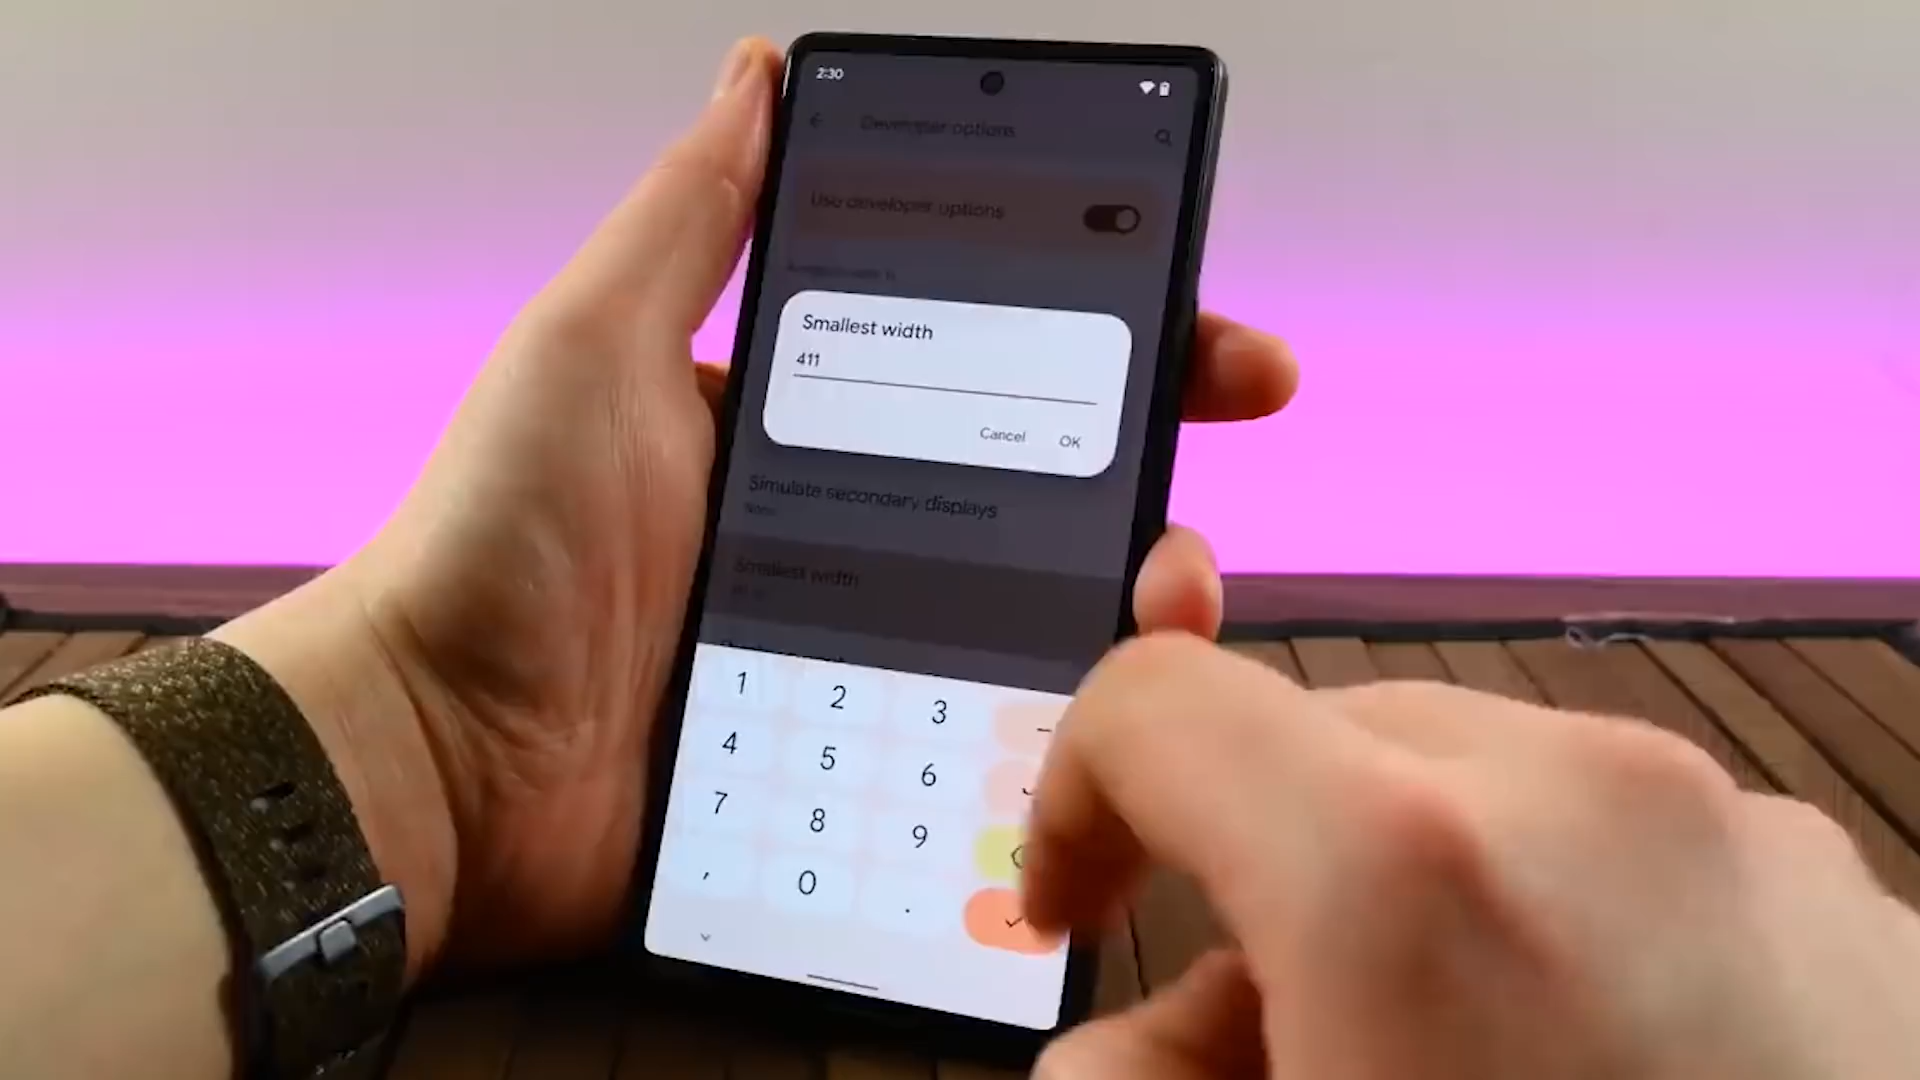 2:30
Developer options
Use developer options
Smallest width
411
Cancel OK
Simulate secondary displays
None
Smallest width
1 2 3 -
4 5 6
7 8 9
, 0 .